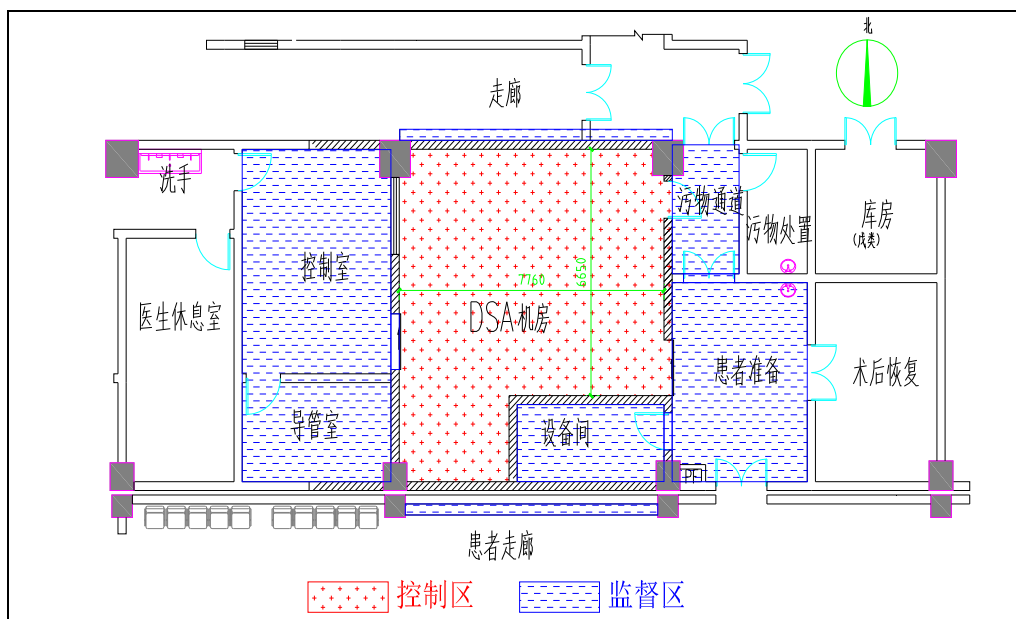 北
走廊
洗手
污物通道
污物处置
库房
(戊类)
控制室
7760
6650
医生休息室
DSA机房
患者准备
术后恢复
导管室
设备间
患者走廊
控制区
监督区